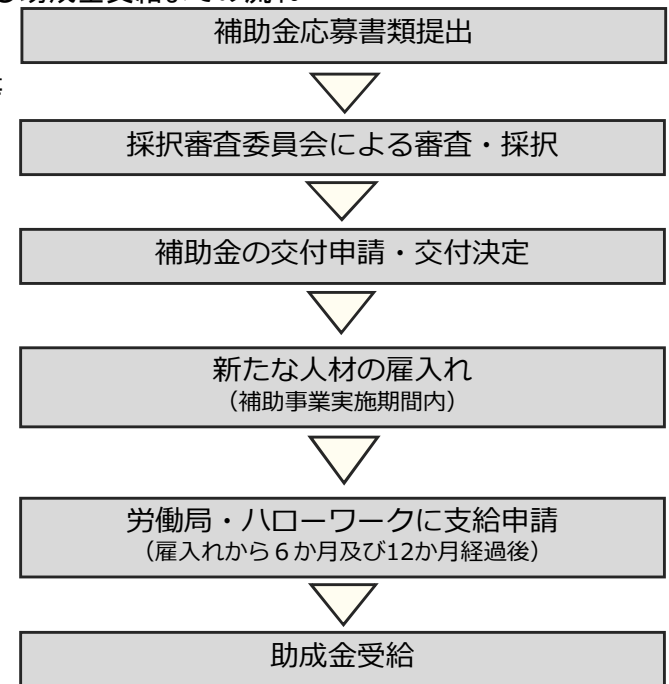 補助金応募書類提出
採択審査委員会による審査・採択
補助金の交付申請・交付決定
新たな人材の雇入れ
（補助事業実施期間内）
労働局・ハローワークに支給申請
（雇入れから６か月及び12か月経過後）
助成金受給